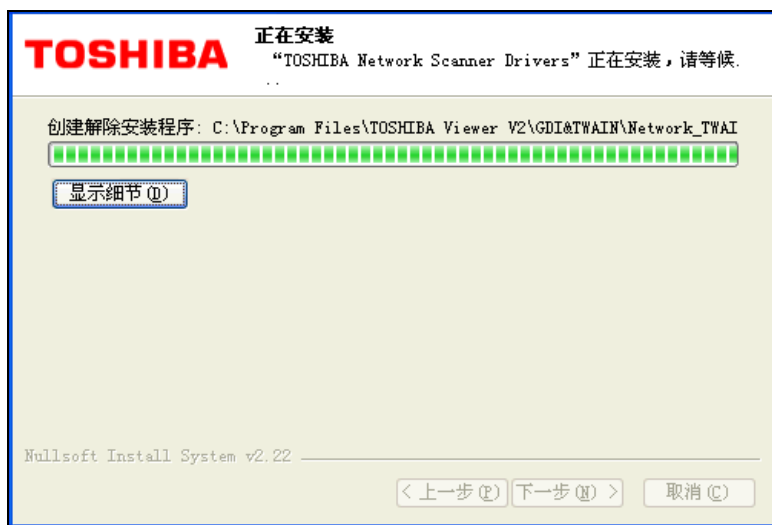 TOSHIBA
正在安装
“TOSHIBA Network Scanner Drivers”正在安装，请等候.
. .
创建解除安装程序: C:\Program Files\TOSHIBA Viewer V2\GDI&TWAIN\Network_TWAI
显示细节(D)
Nullsoft Install System v2.22
< 上一步(P) 下一步(N) > 取消(C)